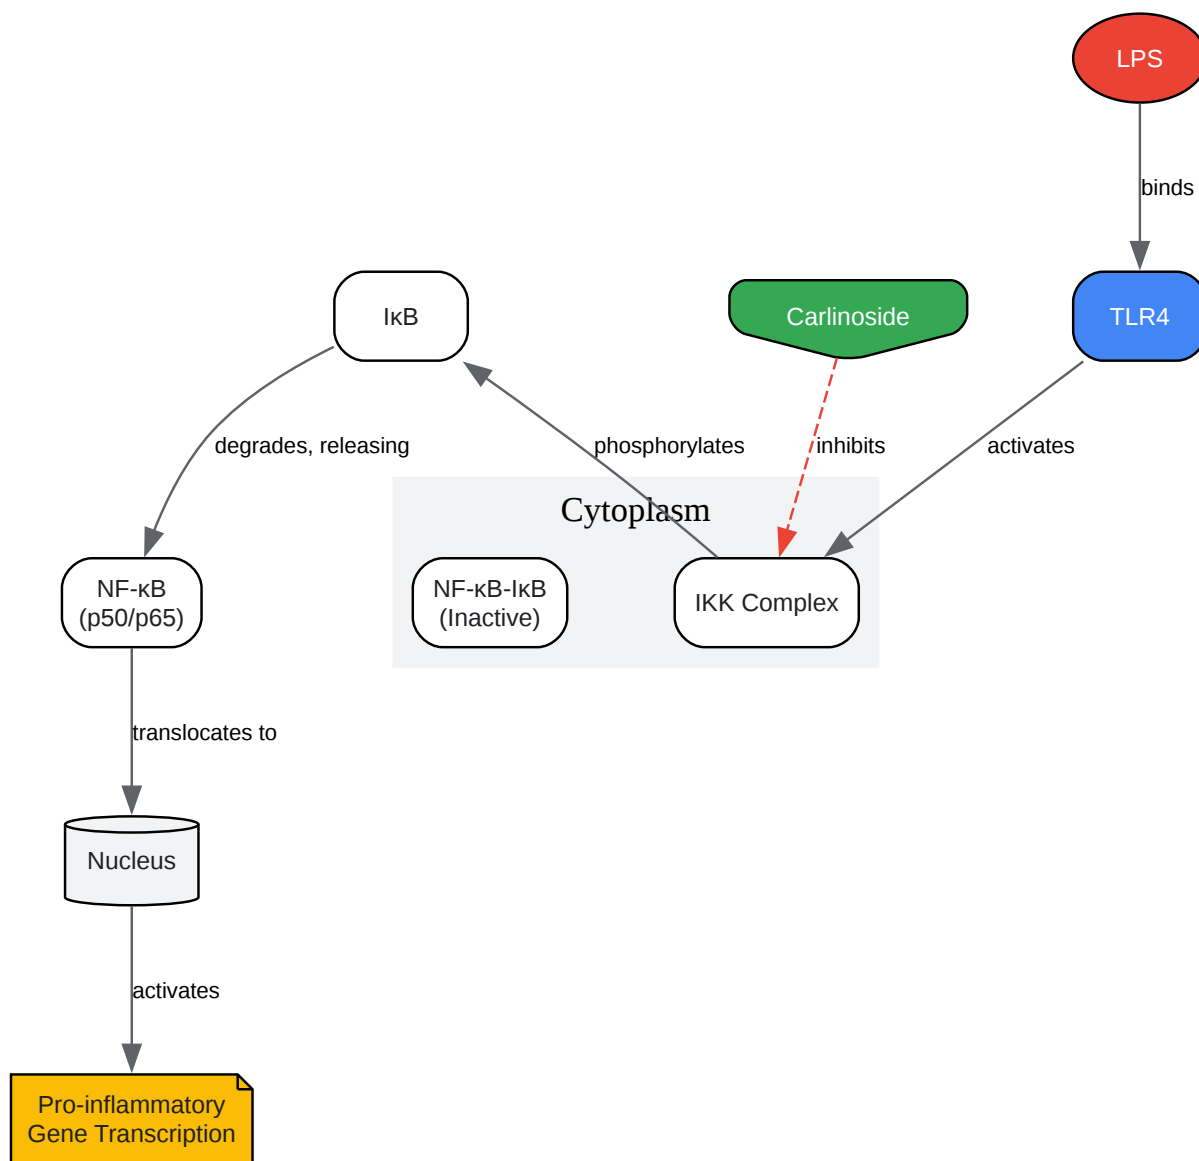 LPS
binds
IκB
Carlinoside
TLR4
degrades, releasing
phosphorylates
inhibits
activates
Cytoplasm
NF-κB
(p50/p65)
NF-κB-IκB
(Inactive)
IKK Complex
translocates to
Nucleus
activates
Pro-inflammatory
Gene Transcription